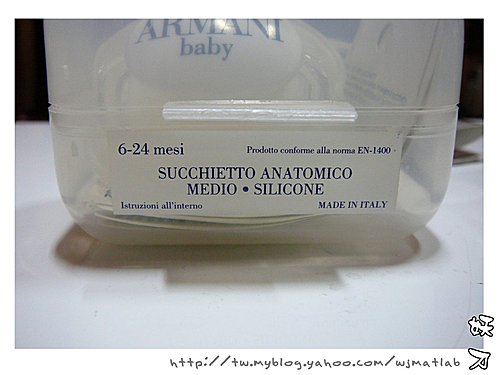 ARMANI
baby
6-24 mesi
Prodotto conforme alla norma EN-1400
SUCCHIETTO ANATOMICO
MEDIO • SILICONE
Istruzioni all'interno
MADE IN ITALY
http://tw.myblog.yahoo.com/wjmatlab